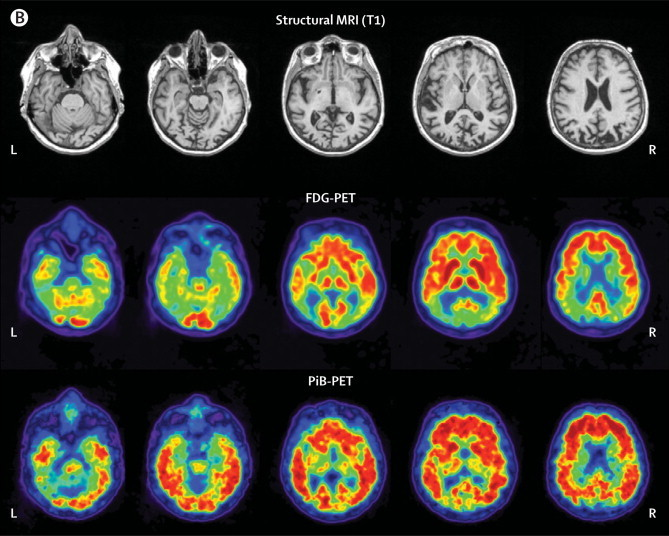 B
Structural MRI (T1)
L
R
FDG-PET
L
R
PiB-PET
L
R